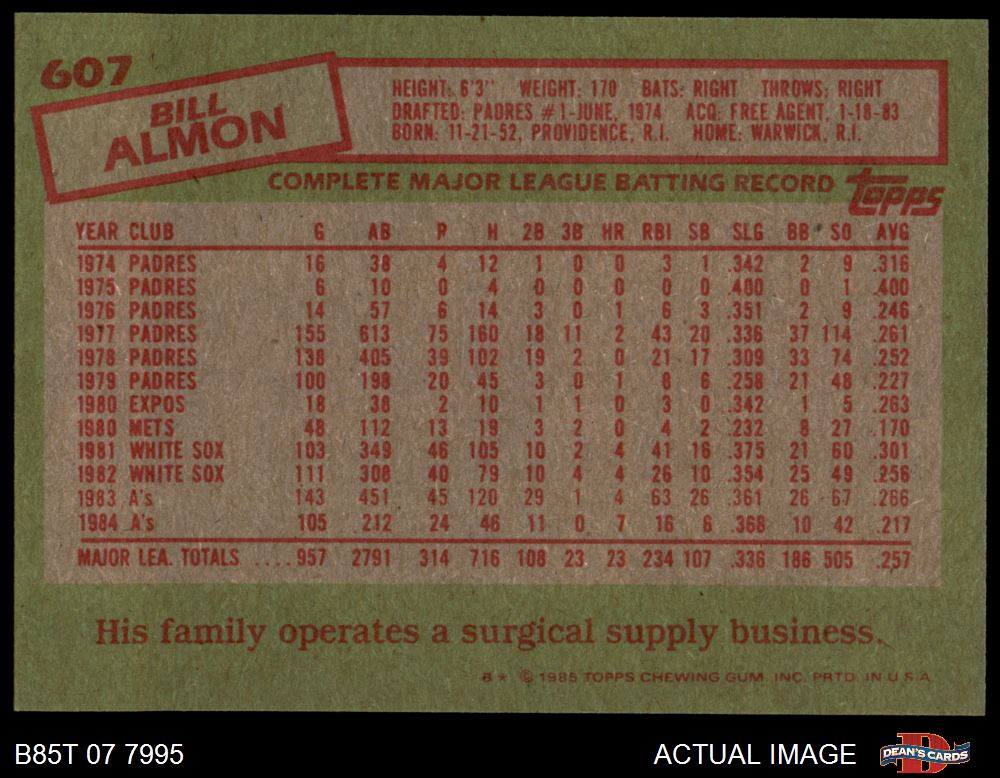 607
BILL
ALMON
HEIGHT: 6'3" WEIGHT: 170 BATS: RIGHT THROWS: RIGHT
DRAFTED: PADRES #1-JUNE, 1974 ACQ: FREE AGENT, 1-18-83
BORN: 11-21-52, PROVIDENCE, R.I. HOME: WARWICK, R.I.
COMPLETE MAJOR LEAGUE BATTING RECORD topps
YEAR CLUB G AB R H 2B 3B HR RBI SB SLG BB SO AVG
1974 PADRES 16 38 4 12 1 0 0 3 1 .342 2 9 .316
1975 PADRES 6 10 0 4 0 0 0 0 0 .400 0 1 .400
1976 PADRES 14 57 6 14 3 0 1 6 3 .351 2 9 .246
1977 PADRES 155 613 75 160 18 11 2 43 20 .336 37 114 .261
1978 PADRES 138 405 39 102 19 2 0 21 17 .309 33 74 .252
1979 PADRES 100 198 20 45 3 0 1 8 6 .258 21 48 .227
1980 EXPOS 18 38 2 10 1 1 0 3 0 .342 1 5 .263
1980 METS 48 112 13 19 3 2 0 4 2 .232 8 27 .170
1981 WHITE SOX 103 349 46 105 10 2 4 41 16 .375 21 60 .301
1982 WHITE SOX 111 308 40 79 10 4 4 26 10 .354 25 49 .256
1983 A's 143 451 45 120 29 1 4 63 26 .361 26 67 .266
1984 A's 105 212 24 46 11 0 7 16 6 .368 10 42 .217
MAJOR LEA. TOTALS ....957 2791 314 716 108 23 23 234 107 .336 186 505 .257
His family operates a surgical supply business.
B* © 1985 TOPPS CHEWING GUM, INC. PRTD. IN U.S.A.
B85T 07 7995 ACTUAL IMAGE DEAN'S CARDS